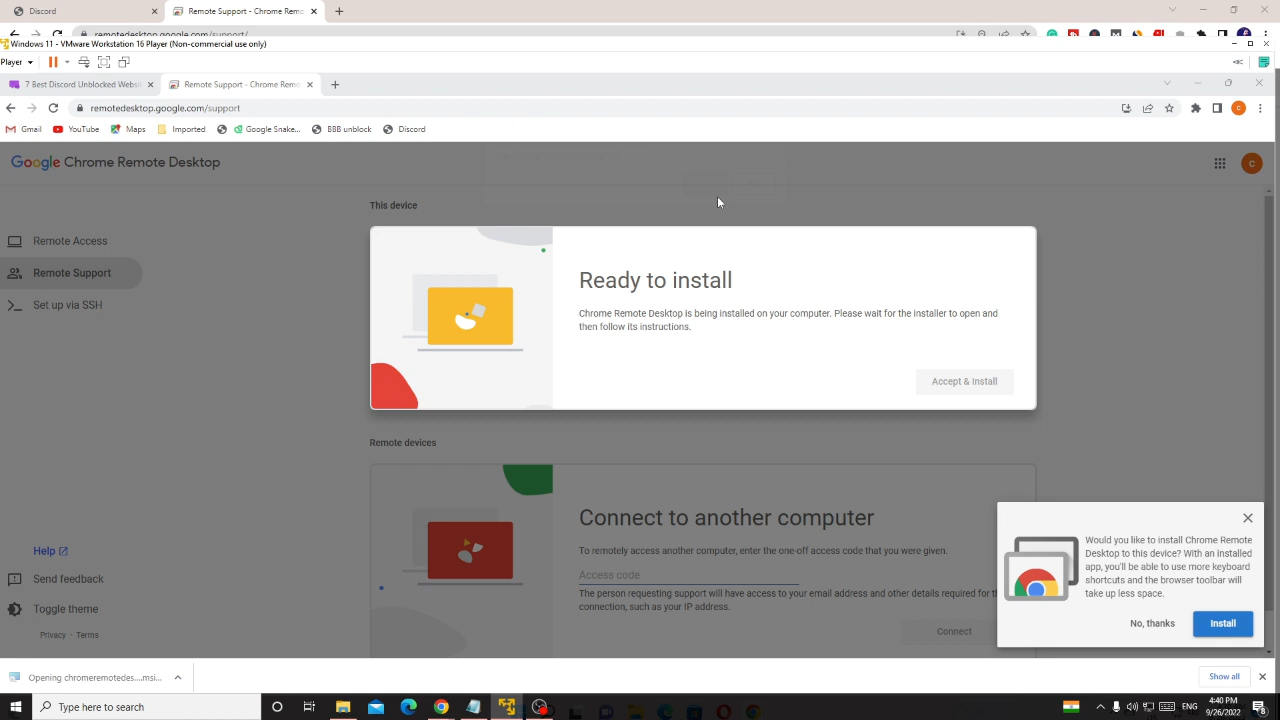 Discord
Remote Support - Chrome Remo
remotedesktop.google.com/support/
Windows 11 - VMware Workstation 16 Player (Non-commercial use only)
Player
7 Best Discord Unblocked Websi
Remote Support - Chrome Remo
remotedesktop.google.com/support
Gmail
YouTube
Maps
Imported
Google Snake...
BBB unblock
Discord
Google Chrome Remote Desktop
C
This device
Remote Access
Remote Support
Set up via SSH
Ready to install
Chrome Remote Desktop is being installed on your computer. Please wait for the installer to open and
then follow its instructions.
Accept & Install
Remote devices
Connect to another computer
To remotely access another computer, enter the one-off access code that you were given.
Access code
The person requesting support will have access to your email address and other details required for
connection, such as your IP address.
Connect
Help
Send feedback
Toggle theme
Privacy · Terms
Would you like to install Chrome Remote
Desktop to this device? With an installed
app, you'll be able to use more keyboard
shortcuts and the browser toolbar will
take up less space.
No, thanks
Install
Opening chromeremotedes....msi...
Show all
Type here to search
ENG
4:40 PM
9/26/2022
8